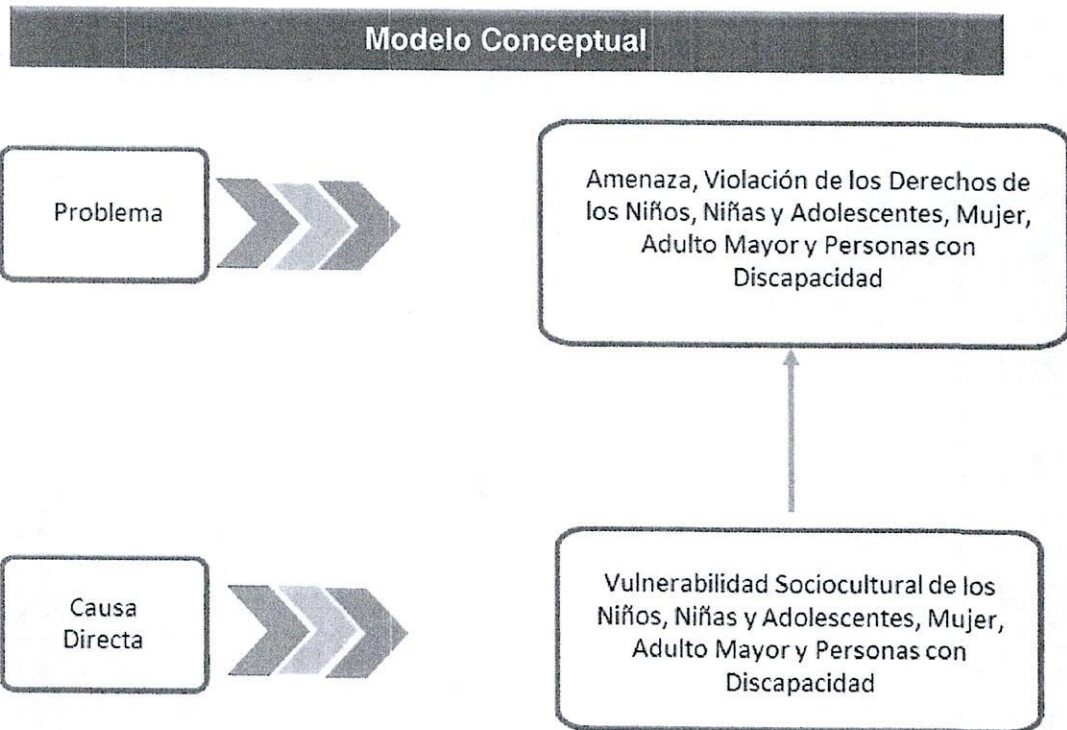 Modelo Conceptual
Problema
Amenaza, Violación de los Derechos de
los Niños, Niñas y Adolescentes, Mujer,
Adulto Mayor y Personas con
Discapacidad
Causa
Directa
Vulnerabilidad Sociocultural de los
Niños, Niñas y Adolescentes, Mujer,
Adulto Mayor y Personas con
Discapacidad